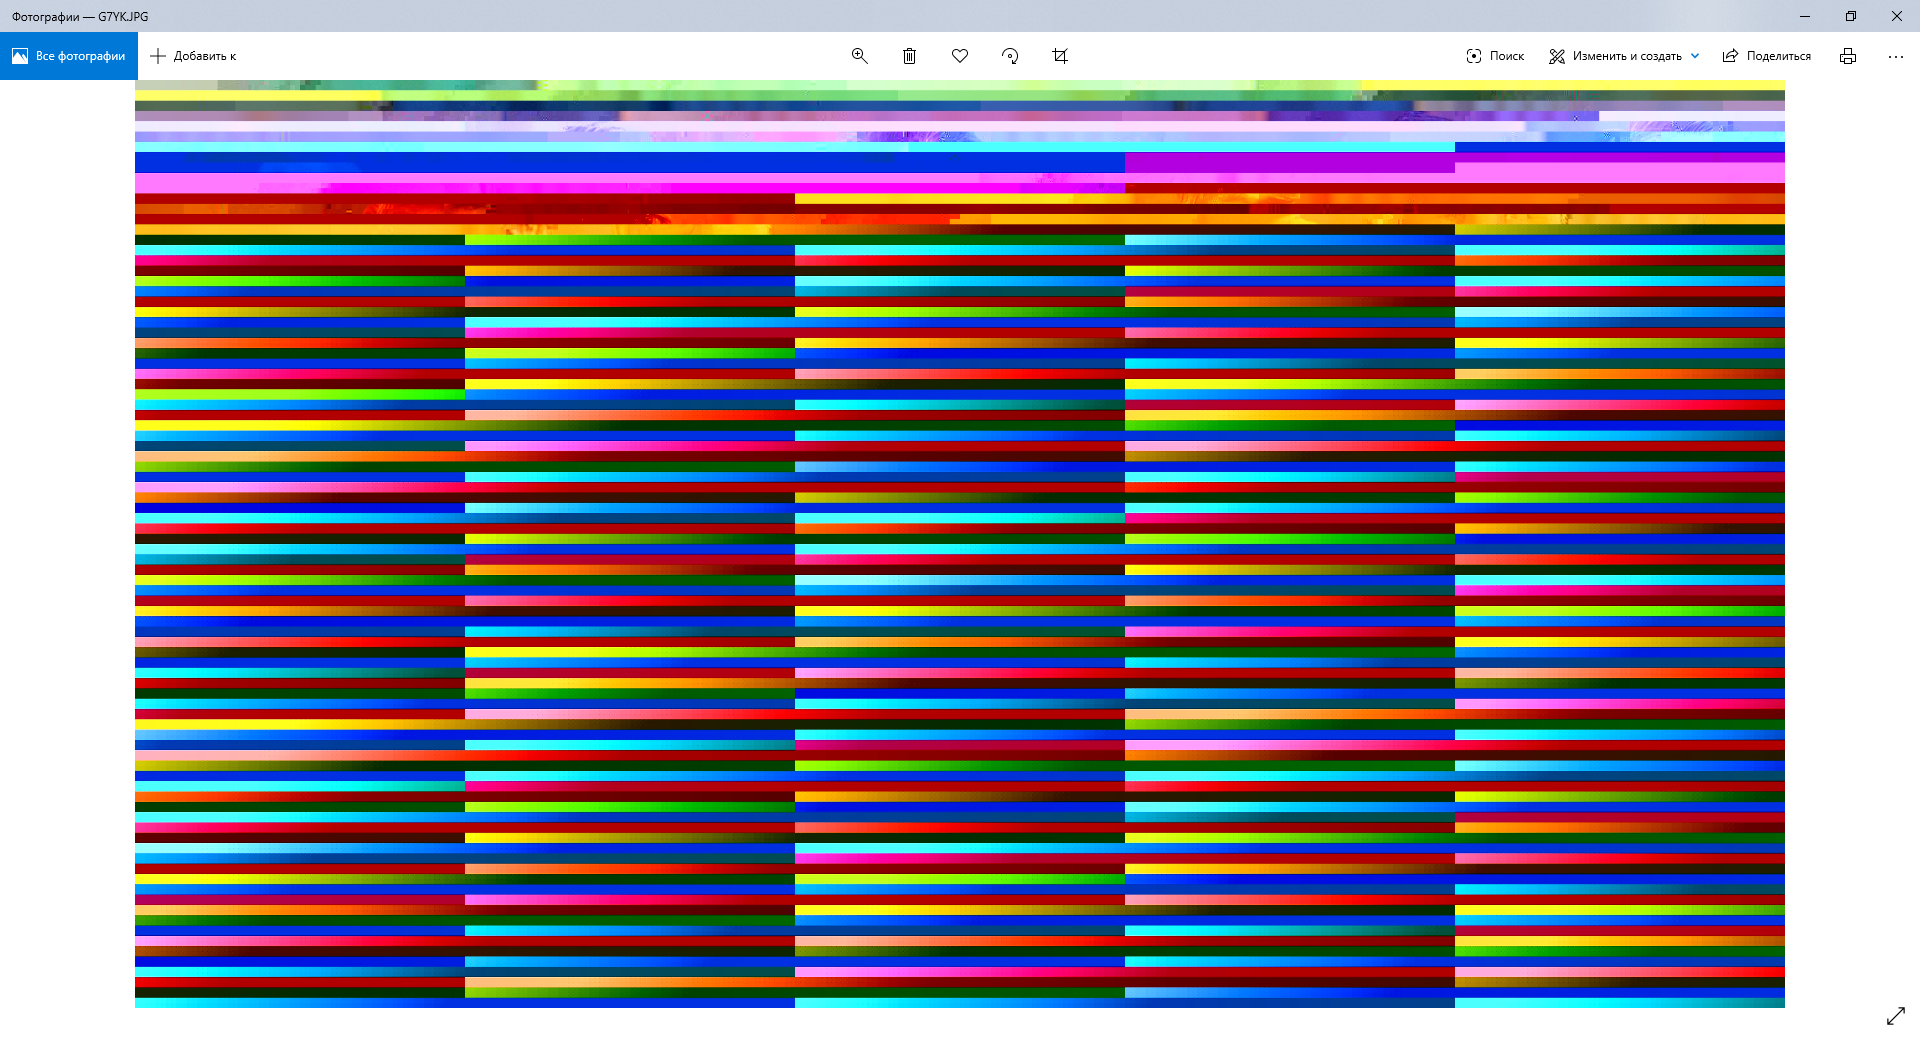 Фотографии — G7YK.JPG
Все фотографии
Добавить к
Поиск
Изменить и создать
Поделиться